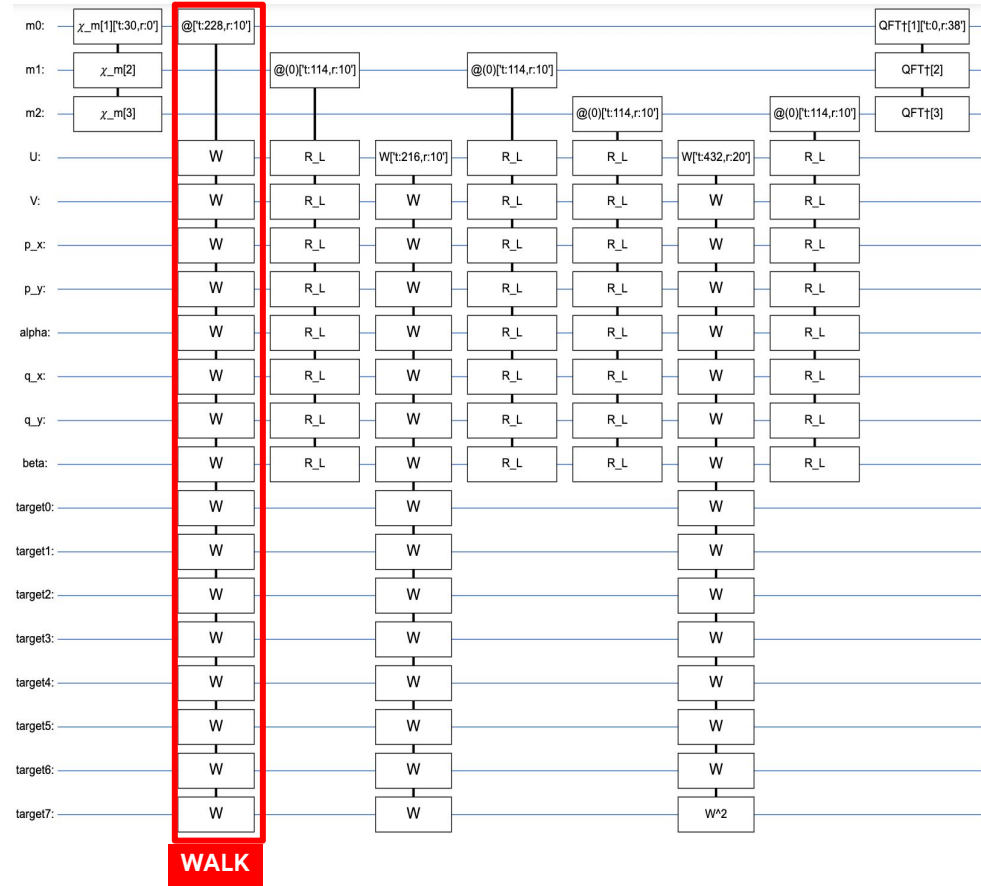 m0: χ_m[1]['t:30,r:0'] @['t:228,r:10'] QFT†[1]['t:0,r:38']
m1: χ_m[2] @(0)['t:114,r:10'] @(0)['t:114,r:10'] QFT†[2]
m2: χ_m[3] @(0)['t:114,r:10'] @(0)['t:114,r:10'] QFT†[3]
U: W R_L W['t:216,r:10'] R_L R_L W['t:432,r:20'] R_L
V: W R_L W R_L R_L W R_L
p_x: W R_L W R_L R_L W R_L
p_y: W R_L W R_L R_L W R_L
alpha: W R_L W R_L R_L W R_L
q_x: W R_L W R_L R_L W R_L
q_y: W R_L W R_L R_L W R_L
beta: W R_L W R_L R_L W R_L
target0: W W W
target1: W W W
target2: W W W
target3: W W W
target4: W W W
target5: W W W
target6: W W W
target7: W W W^2
WALK